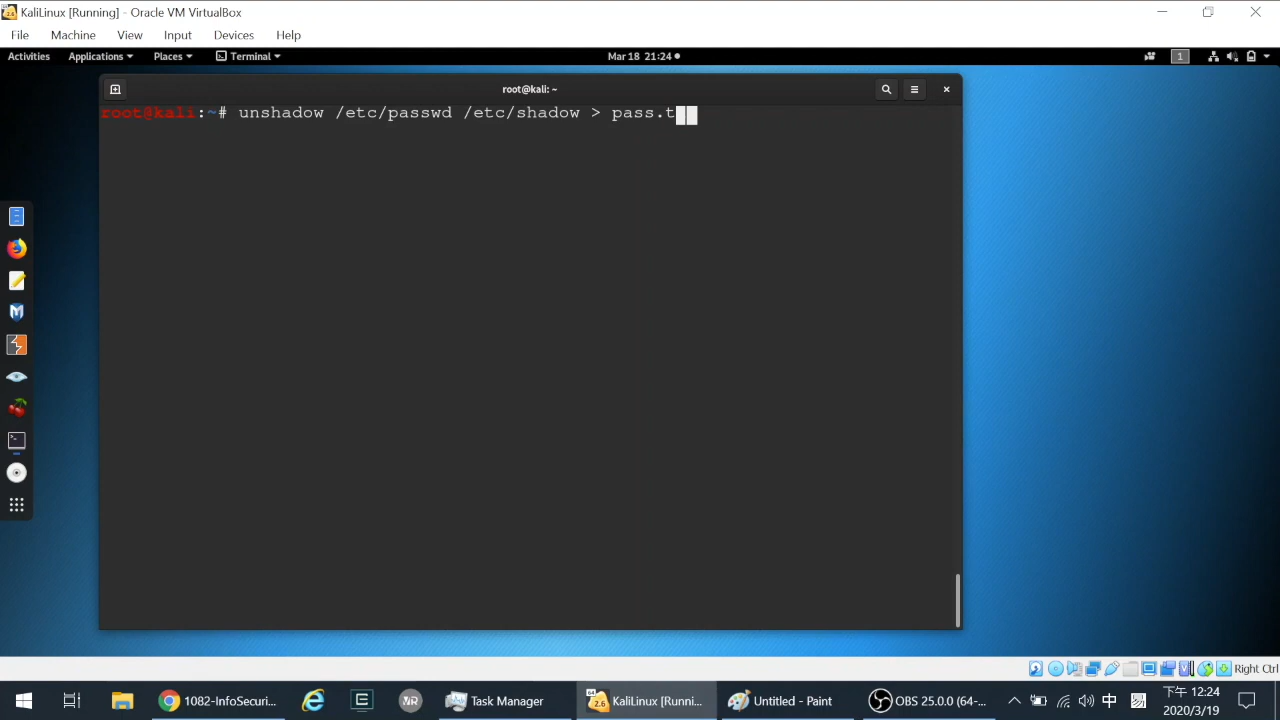 KaliLinux [Running] - Oracle VM VirtualBox
File Machine View Input Devices Help
Activities Applications Places Terminal Mar 18 21:24 1
root@kali: ~
root@kali:~# unshadow /etc/passwd /etc/shadow > pass.t
Right Ctrl
1082-InfoSecuri... Task Manager KaliLinux [Runni... Untitled - Paint OBS 25.0.0 (64-... 中 下午 12:24
2020/3/19